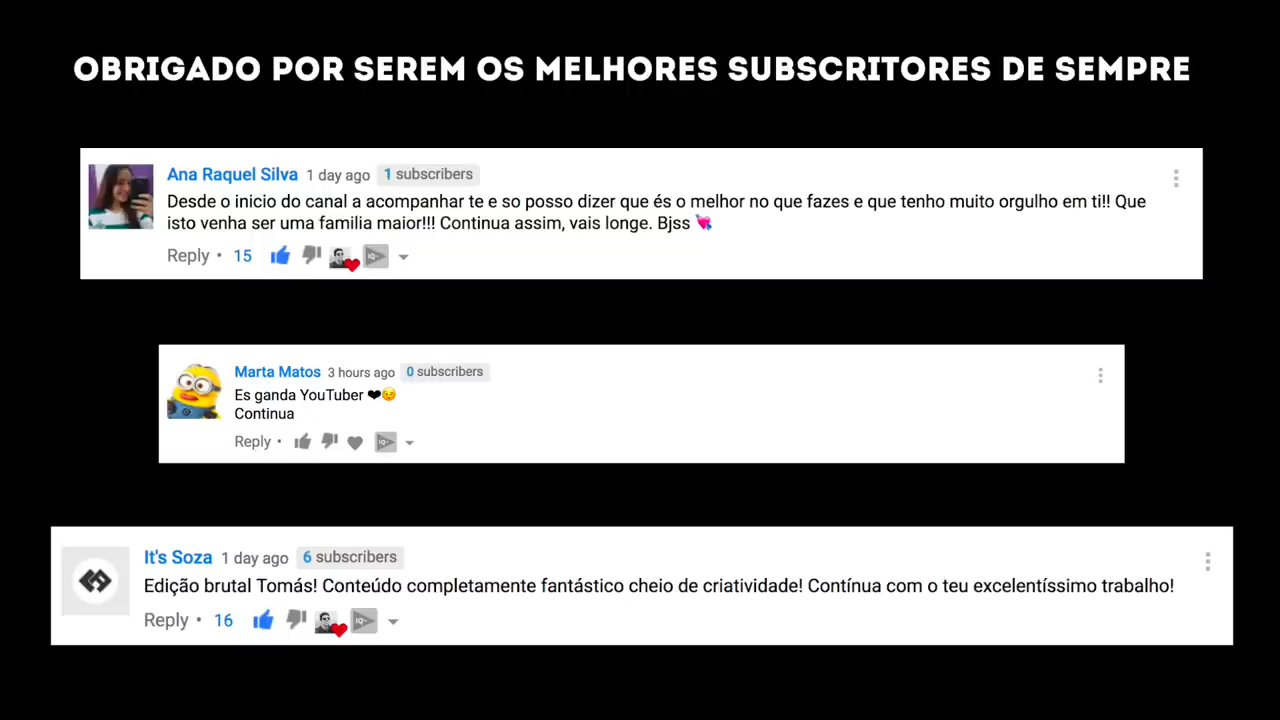 OBRIGADO POR SEREM OS MELHORES SUBSCRITORES DE SEMPRE
Ana Raquel Silva 1 day ago 1 subscribers
Desde o inicio do canal a acompanhar te e so posso dizer que és o melhor no que fazes e que tenho muito orgulho em ti!! Que
isto venha ser uma familia maior!!! Continua assim, vais longe. Bjss 💘
Reply • 15 IQ
Marta Matos 3 hours ago 0 subscribers
Es ganda YouTuber ❤😉
Continua
Reply • IQ
It's Soza 1 day ago 6 subscribers
Edição brutal Tomás! Conteúdo completamente fantástico cheio de criatividade! Contínua com o teu excelentíssimo trabalho!
Reply • 16 IQ